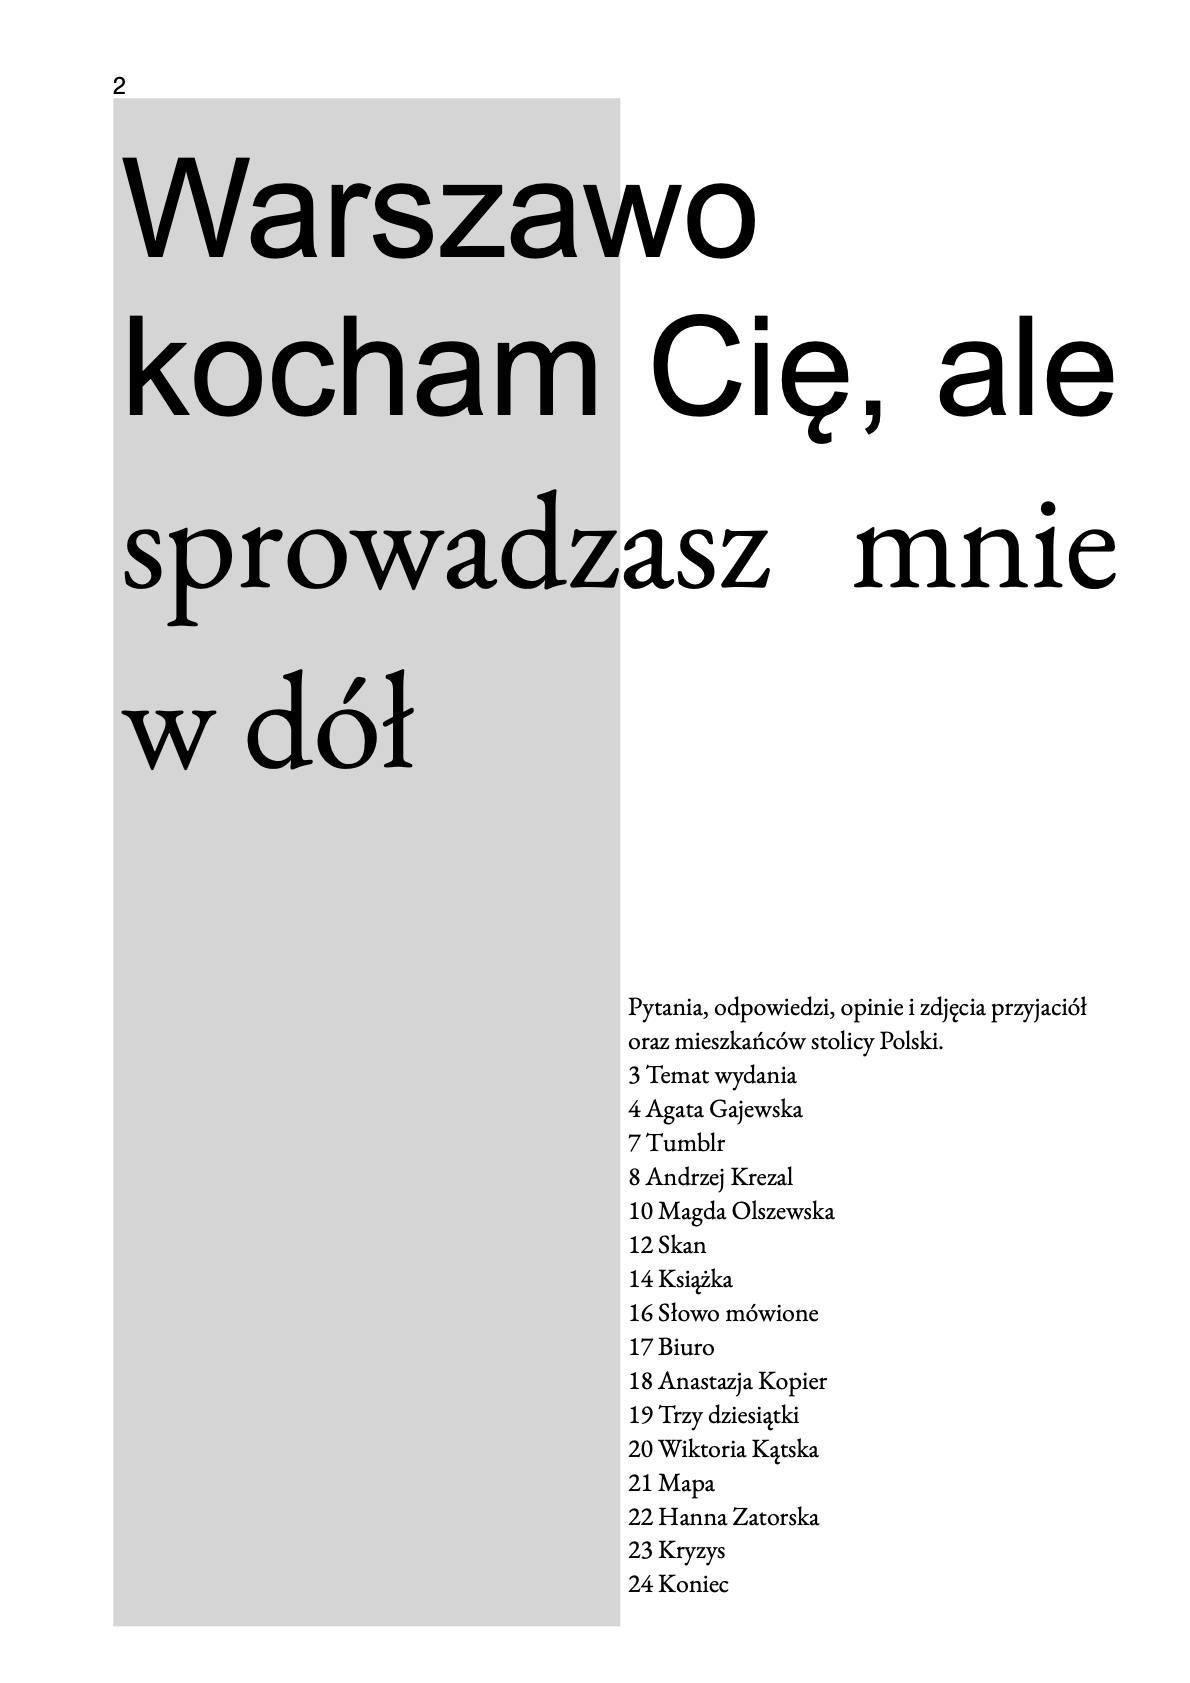 2
Warszawo
kocham Cię, ale
sprowadzasz mnie
w dół
Pytania, odpowiedzi, opinie i zdjęcia przyjaciół
oraz mieszkańców stolicy Polski.
3 Temat wydania
4 Agata Gajewska
7 Tumblr
8 Andrzej Krezal
10 Magda Olszewska
12 Skan
14 Książka
16 Słowo mówione
17 Biuro
18 Anastazja Kopier
19 Trzy dziesiątki
20 Wiktoria Kątska
21 Mapa
22 Hanna Zatorska
23 Kryzys
24 Koniec